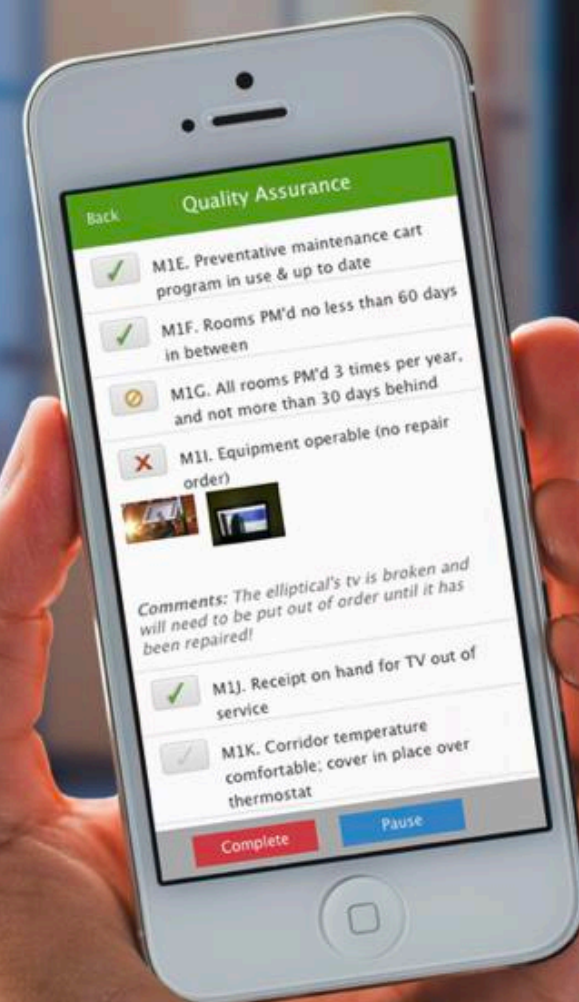 Back
Quality Assurance
M1E. Preventative maintenance cart
program in use & up to date
M1F. Rooms PM'd no less than 60 days
in between
M1G. All rooms PM'd 3 times per year,
and not more than 30 days behind
M1I. Equipment operable (no repair
order)
Comments: The elliptical's tv is broken and
will need to be put out of order until it has
been repaired!
M1J. Receipt on hand for TV out of
service
M1K. Corridor temperature
comfortable; cover in place over
thermostat
Complete
Pause